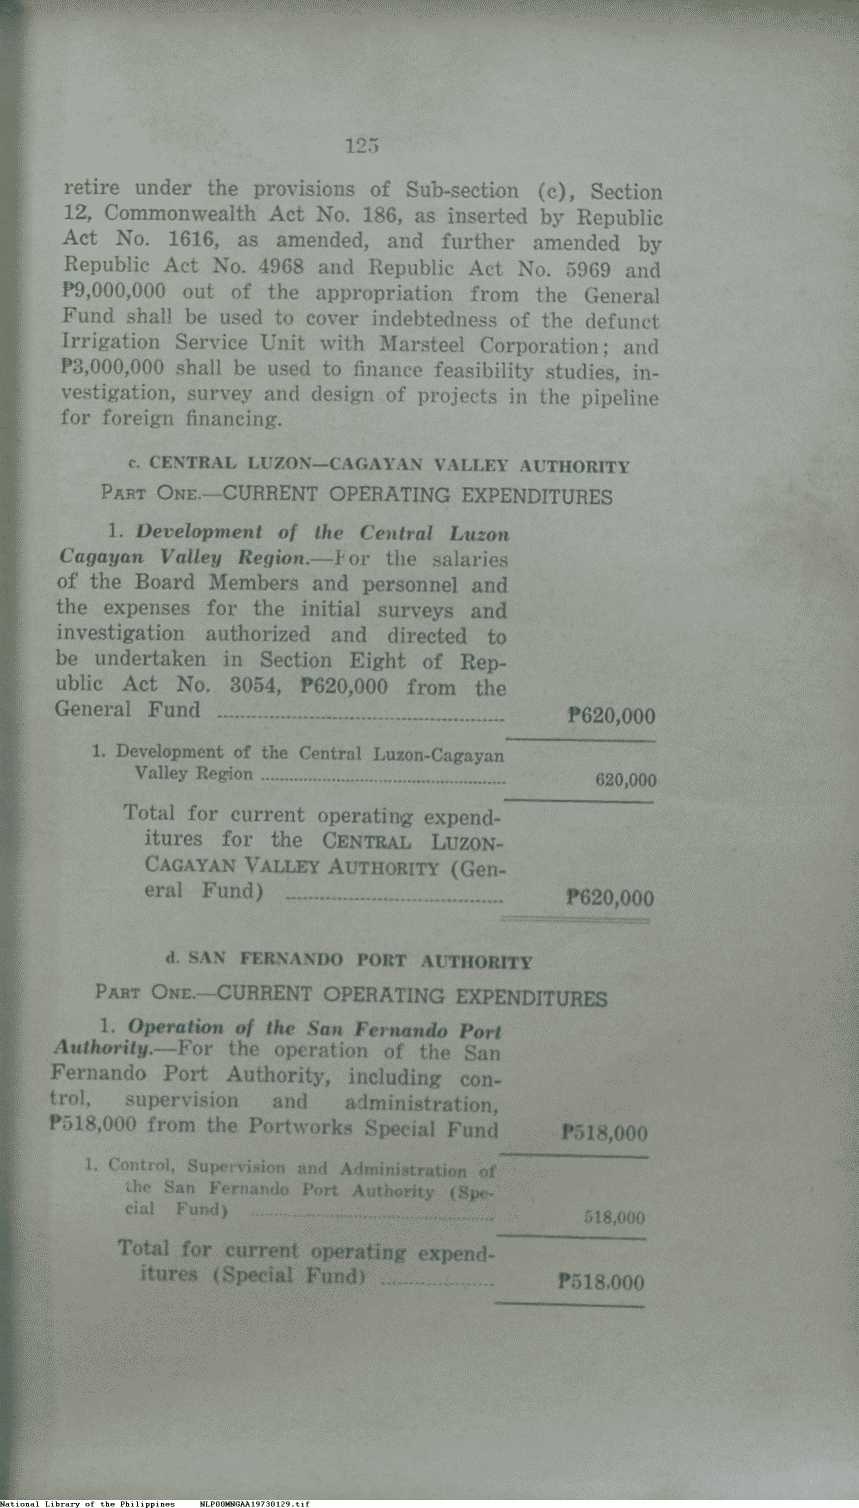 125
retire under the provisions of Sub-section (c), Section
12, Commonwealth Act No. 186, as inserted by Republic
Act No. 1616, as amended, and further amended by
Republic Act No. 4968 and Republic Act No. 5969 and
₱9,000,000 out of the appropriation from the General
Fund shall be used to cover indebtedness of the defunct
Irrigation Service Unit with Marsteel Corporation; and
₱3,000,000 shall be used to finance feasibility studies, in-
vestigation, survey and design of projects in the pipeline
for foreign financing.
c. CENTRAL LUZON—CAGAYAN VALLEY AUTHORITY
PART ONE.—CURRENT OPERATING EXPENDITURES
1. Development of the Central Luzon
Cagayan Valley Region.—For the salaries
of the Board Members and personnel and
the expenses for the initial surveys and
investigation authorized and directed to
be undertaken in Section Eight of Rep-
ublic Act No. 3054, ₱620,000 from the
General Fund ........ ₱620,000
1. Development of the Central Luzon-Cagayan
Valley Region ........ 620,000
Total for current operating expend-
itures for the CENTRAL LUZON-
CAGAYAN VALLEY AUTHORITY (Gen-
eral Fund) ........ ₱620,000
d. SAN FERNANDO PORT AUTHORITY
PART ONE.—CURRENT OPERATING EXPENDITURES
1. Operation of the San Fernando Port
Authority.—For the operation of the San
Fernando Port Authority, including con-
trol, supervision and administration,
₱518,000 from the Portworks Special Fund ₱518,000
1. Control, Supervision and Administration of
the San Fernando Port Authority (Spe-
cial Fund) ........ 518,000
Total for current operating expend-
itures (Special Fund) ........ ₱518.000
National Library of the Philippines NLP00MNGAA19730129.tif